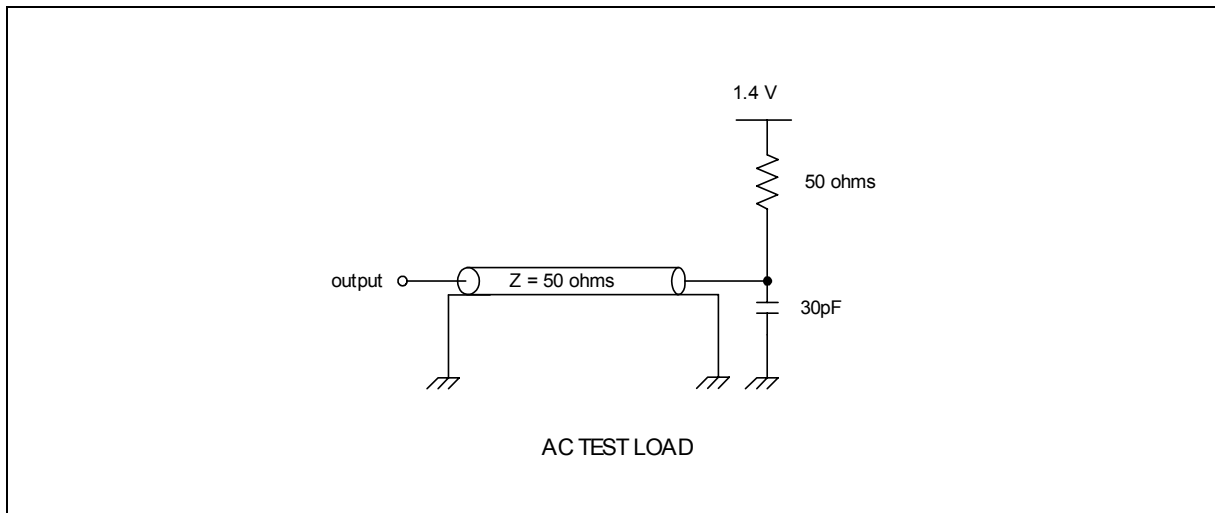 1.4 V
50 ohms
output
Z = 50 ohms
30pF
AC TEST LOAD